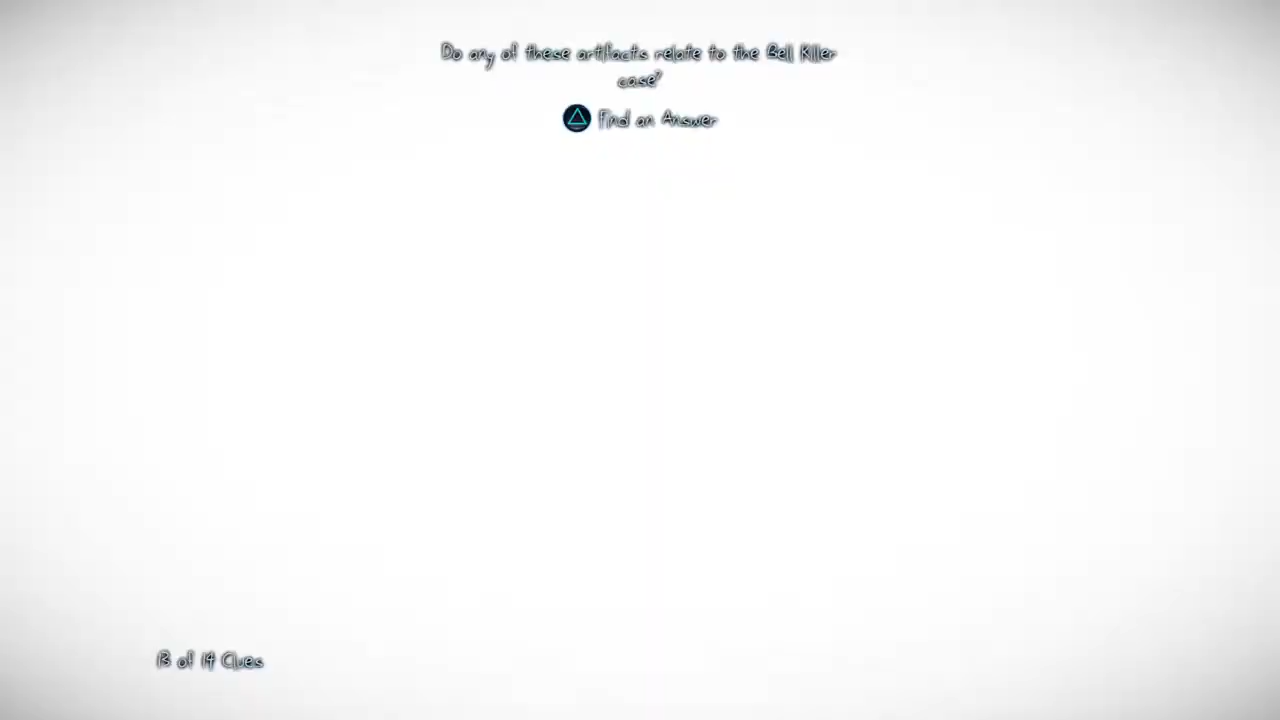 Do any of these artifacts relate to the Bell Killer
case?
Find an Answer
13 of 14 Clues